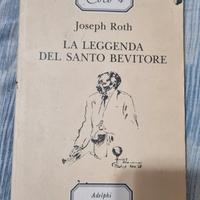 Joseph Roth
LA LEGGENDA
DEL SANTO BEVITORE
Adelphi